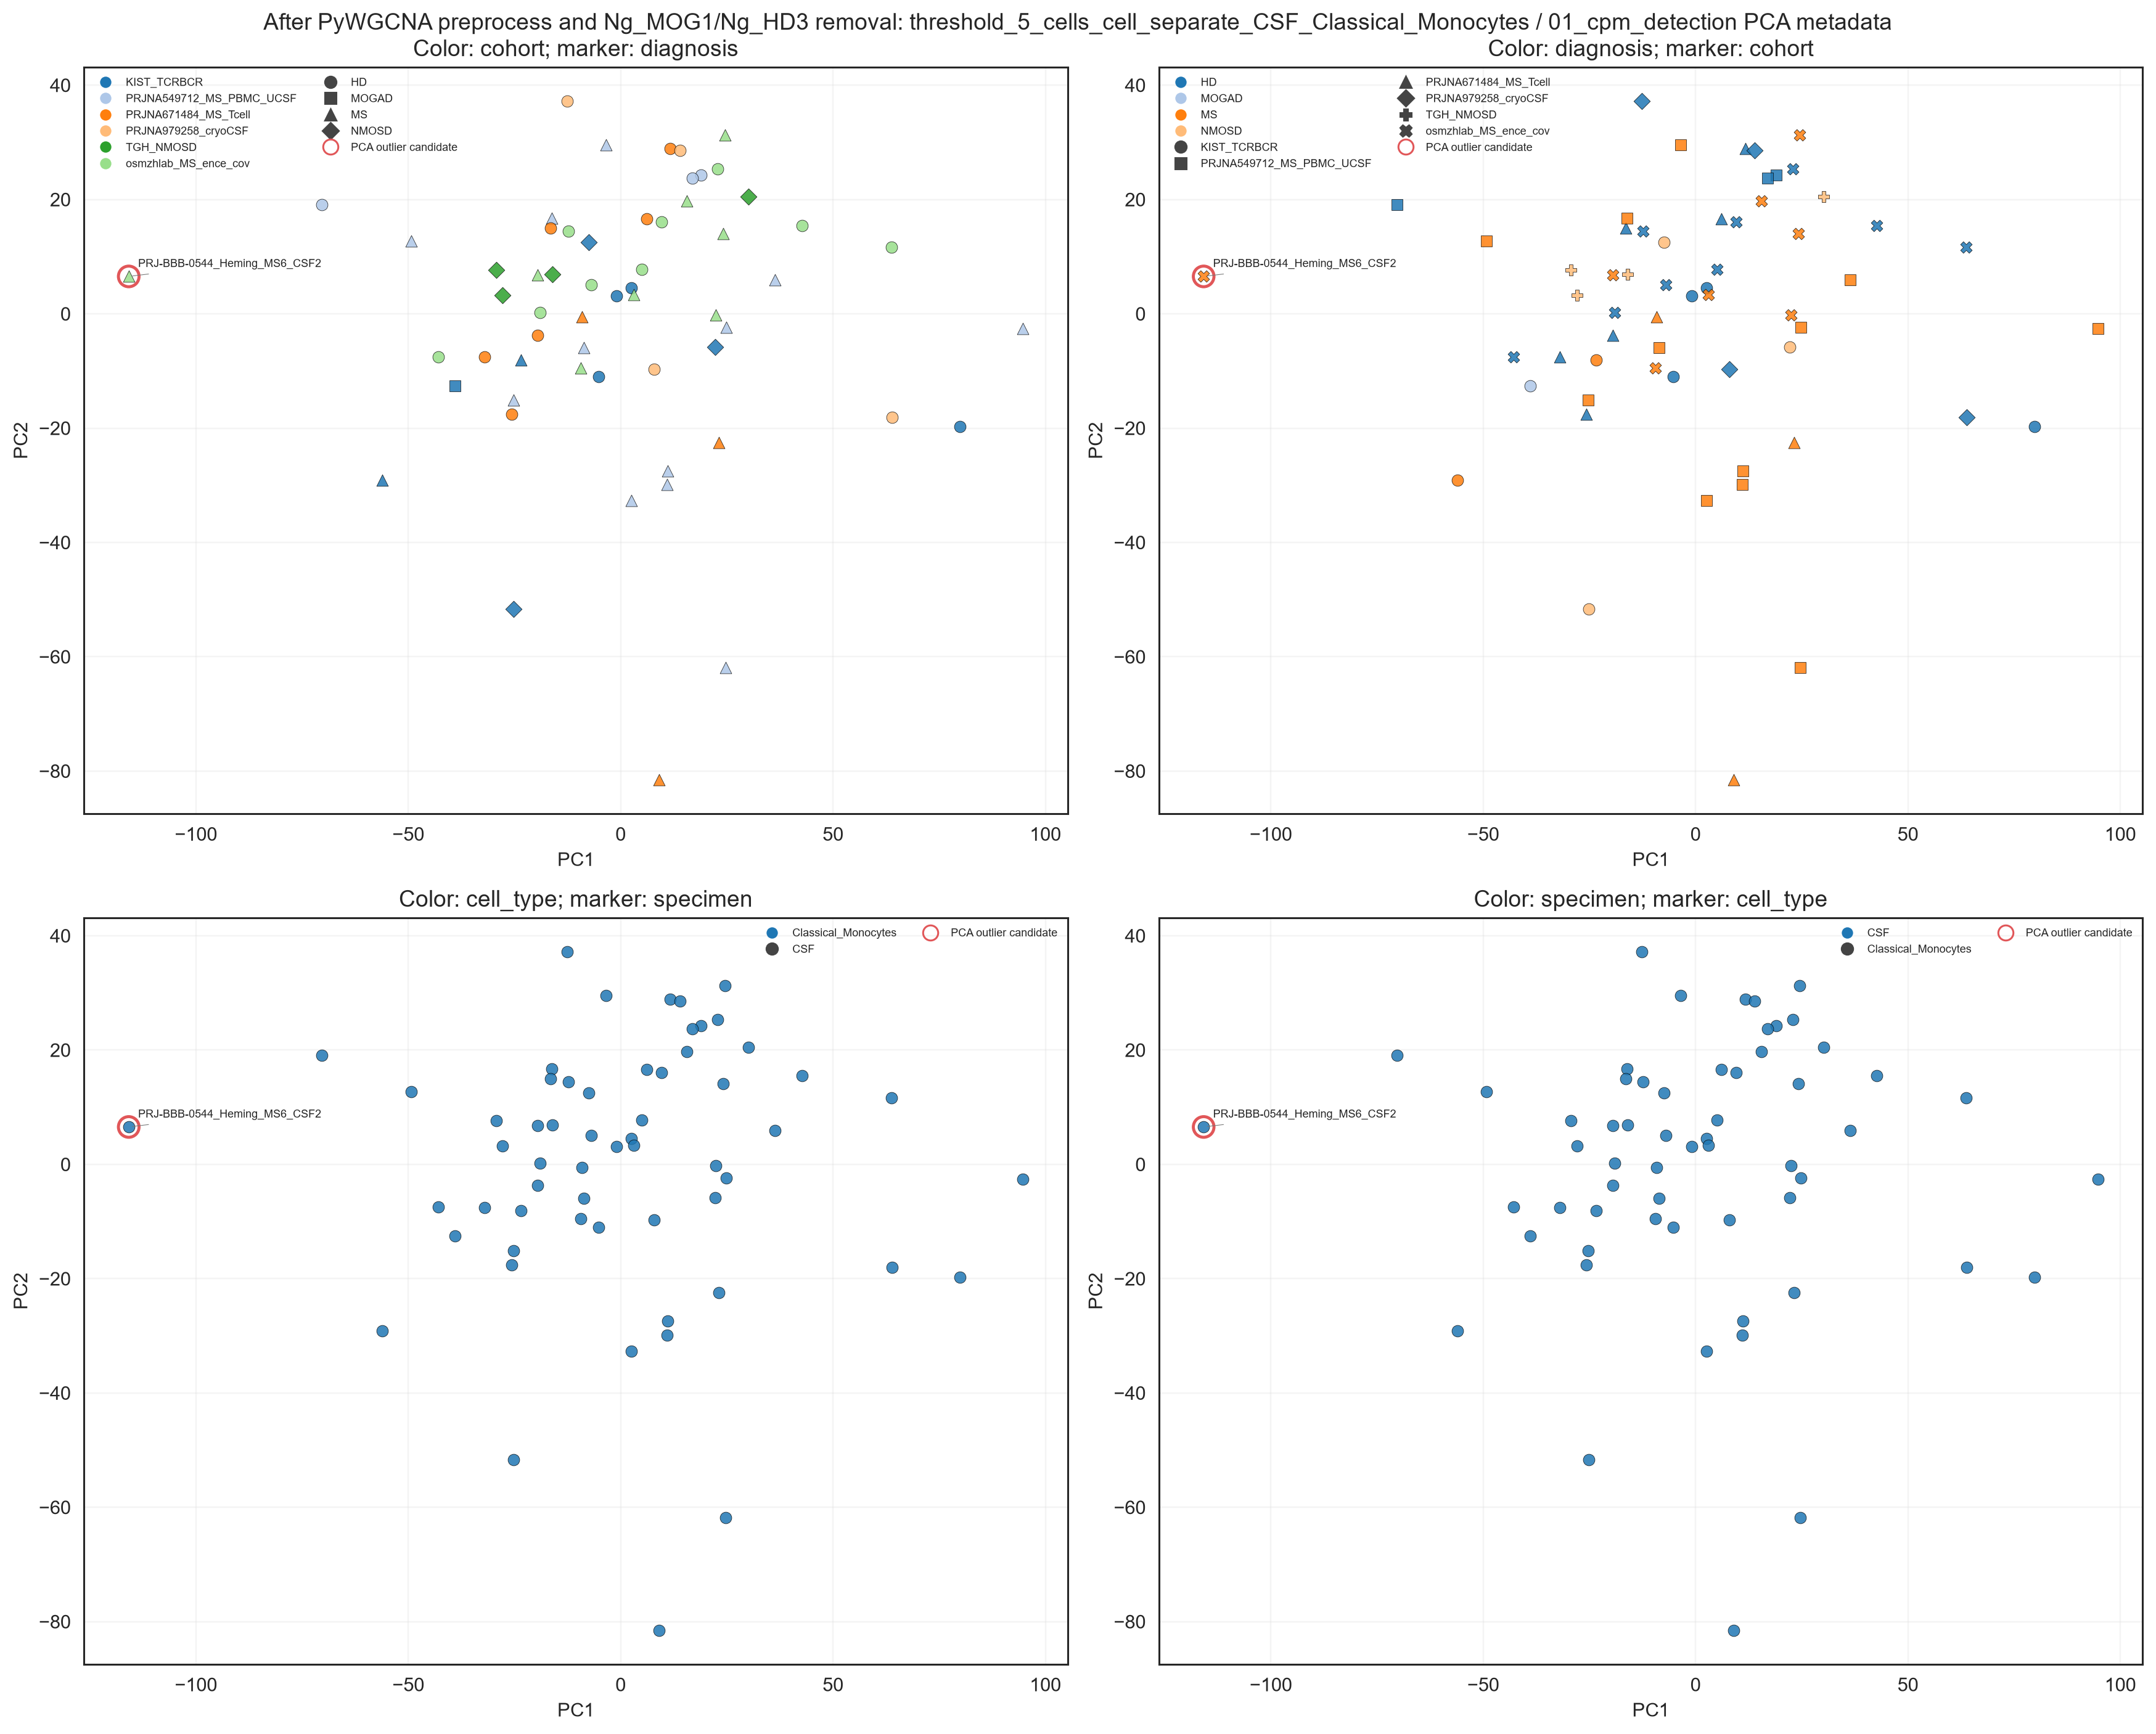 After PyWGCNA preprocess and Ng_MOG1/Ng_HD3 removal: threshold_5_cells_cell_separate_CSF_Classical_Monocytes / 01_cpm_detection PCA metadata
Color: cohort; marker: diagnosis
KIST_TCRBCR
PRJNA549712_MS_PBMC_UCSF
PRJNA671484_MS_Tcell
PRJNA979258_cryoCSF
TGH_NMOSD
osmzhlab_MS_ence_cov
HD
MOGAD
MS
NMOSD
PCA outlier candidate
PRJ-BBB-0544_Heming_MS6_CSF2
40
20
0
−20
−40
−60
−80
PC2
−100
−50
0
50
100
PC1
Color: diagnosis; marker: cohort
HD
MOGAD
MS
NMOSD
KIST_TCRBCR
PRJNA549712_MS_PBMC_UCSF
PRJNA671484_MS_Tcell
PRJNA979258_cryoCSF
TGH_NMOSD
osmzhlab_MS_ence_cov
PCA outlier candidate
PRJ-BBB-0544_Heming_MS6_CSF2
40
20
0
−20
−40
−60
−80
PC2
−100
−50
0
50
100
PC1
Color: cell_type; marker: specimen
Classical_Monocytes
CSF
PCA outlier candidate
PRJ-BBB-0544_Heming_MS6_CSF2
40
20
0
−20
−40
−60
−80
PC2
−100
−50
0
50
100
PC1
Color: specimen; marker: cell_type
CSF
Classical_Monocytes
PCA outlier candidate
PRJ-BBB-0544_Heming_MS6_CSF2
40
20
0
−20
−40
−60
−80
PC2
−100
−50
0
50
100
PC1